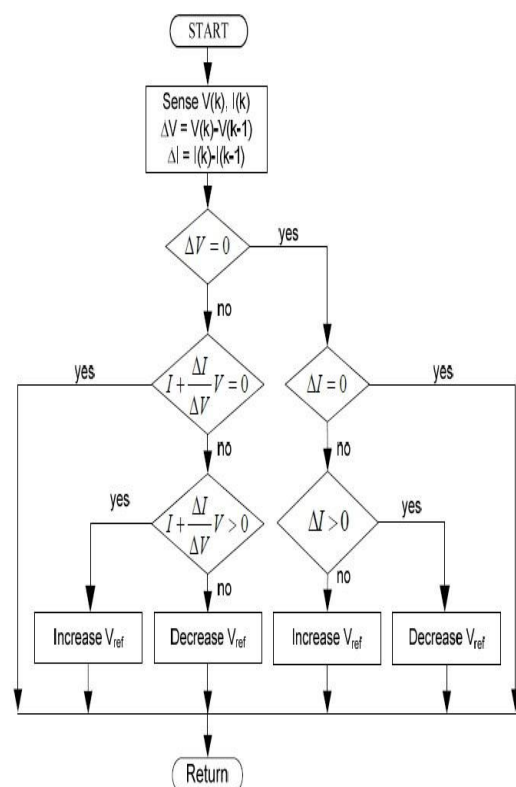 START
Sense V(k), I(k)
ΔV = V(k)-V(k-1)
ΔI = I(k)-I(k-1)
ΔV = 0
yes
no
yes
I + ΔI/ΔV V = 0
ΔI = 0
yes
no
no
yes
I + ΔI/ΔV V > 0
ΔI > 0
yes
no
no
Increase Vref
Decrease Vref
Increase Vref
Decrease Vref
Return